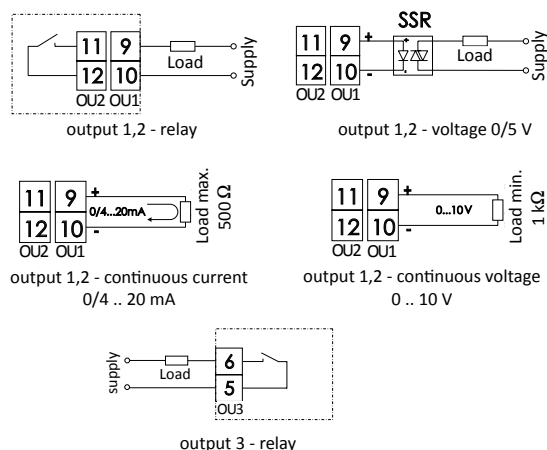 11 9
Load
12 10
OU2 OU1
Supply
output 1,2 - relay
SSR
11 9 +
Load
12 10 -
OU2 OU1
Supply
output 1,2 - voltage 0/5 V
11 9 +
0/4...20mA
12 10 -
OU2 OU1
Load max.
500 Ω
output 1,2 - continuous current
0/4 .. 20 mA
11 9 +
0...10V
12 10 -
OU2 OU1
Load min.
1 kΩ
output 1,2 - continuous voltage
0 .. 10 V
supply
Load
6
5
OU3
output 3 - relay